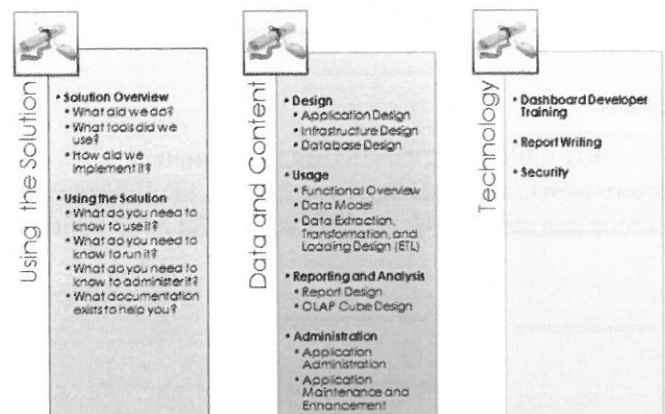 Using the Solution
• Solution Overview
• What did we do?
• What tools did we
use?
• How did we
implement it?
• Using the Solution
• What do you need to
know to use it?
• What do you need to
know to run it?
• What do you need to
know to administer it?
• What documentation
exists to help you?
Data and Content
• Design
• Application Design
• Infrastructure Design
• Database Design
• Usage
• Functional Overview
• Data Model
• Data Extraction,
Transformation, and
Loading Design (ETL)
• Reporting and Analysis
• Report Design
• OLAP Cube Design
• Administration
• Application
Administration
• Application
Maintenance and
Enhancement
Technology
• Dashboard Developer
Training
• Report Writing
• Security